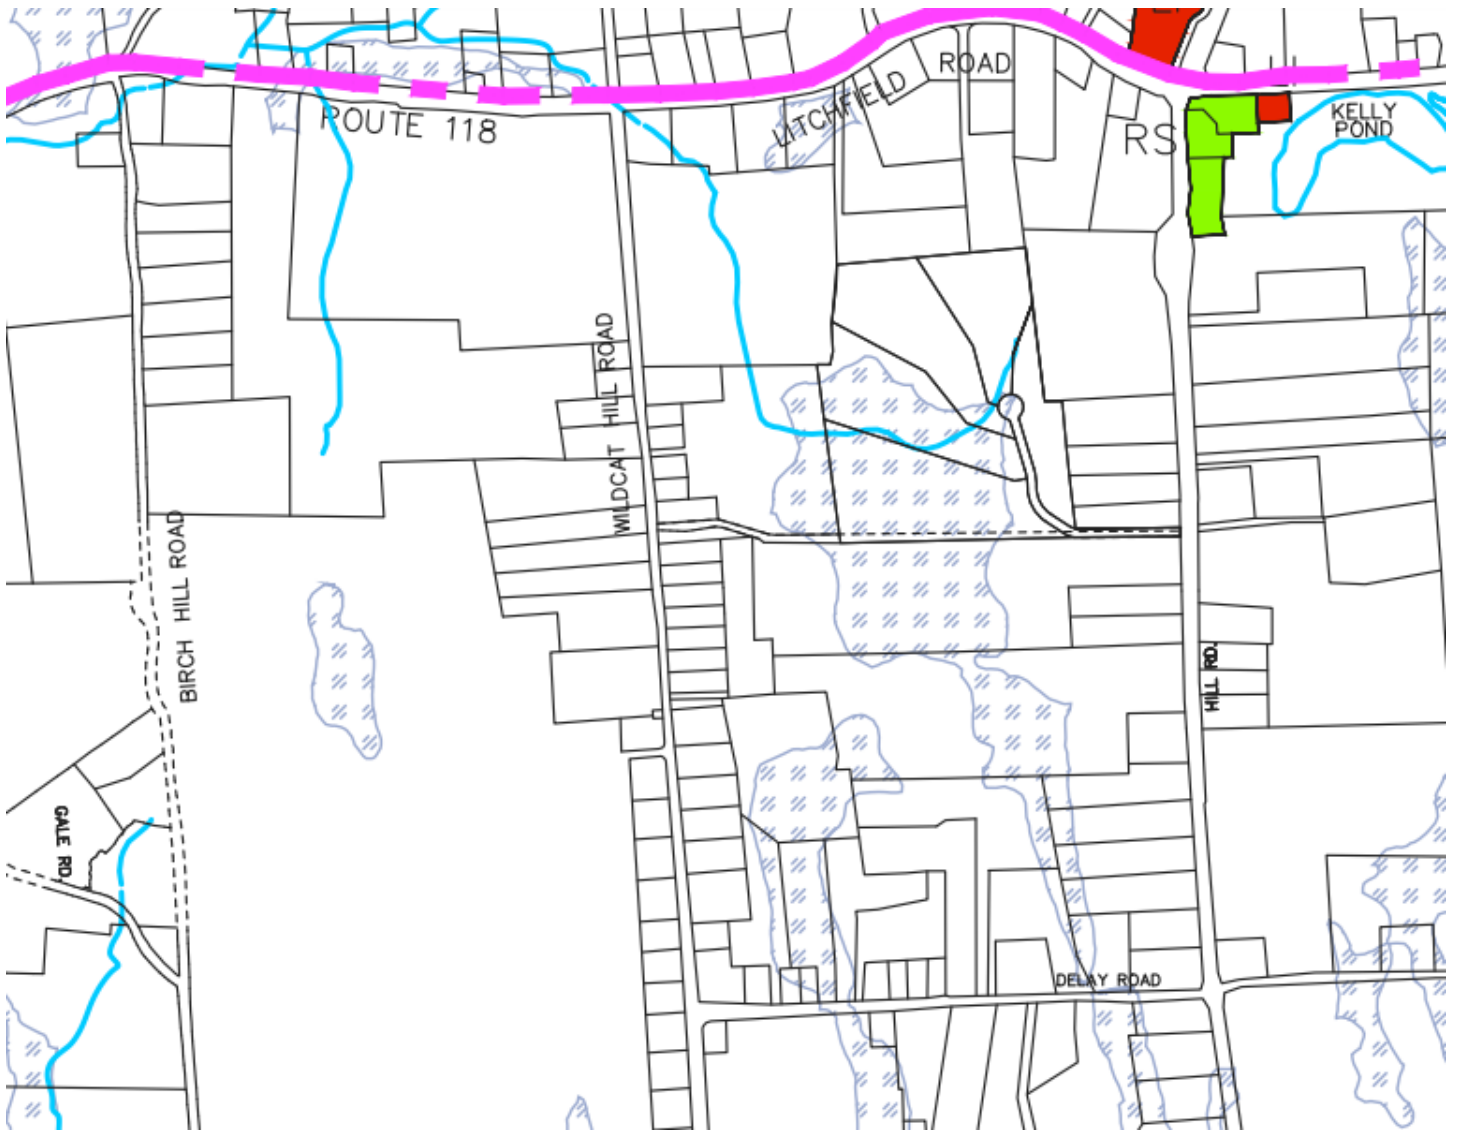 ROUTE 118
LITCHFIELD
ROAD
RS
KELLY
POND
WILDCAT HILL ROAD
BIRCH HILL ROAD
HILL RD.
GALE RD.
DELAY ROAD